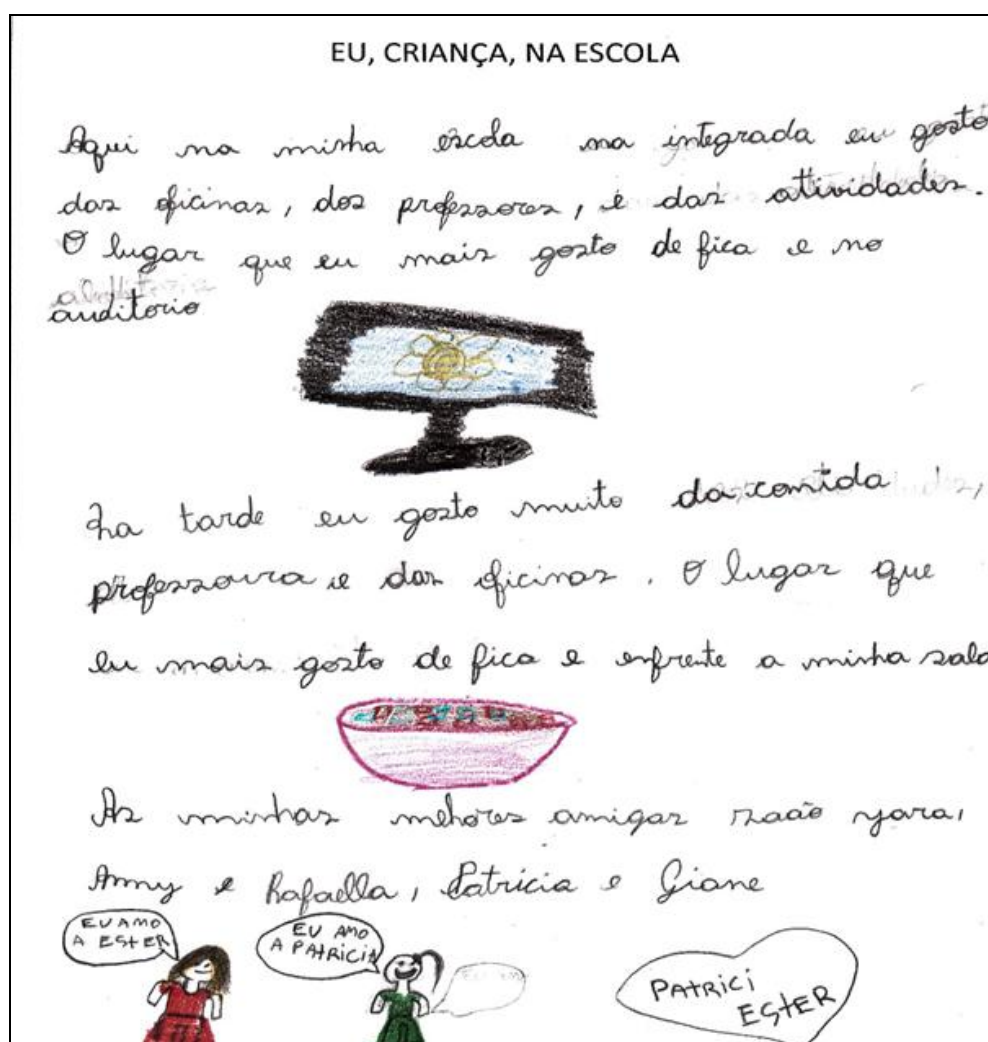 EU, CRIANÇA, NA ESCOLA
Aqui na minha escola na integrada eu gosto
das oficinas, dos professores, e das atividades.
O lugar que eu mais gosto de fica e no
auditorio
ha tarde eu gosto muito da comida,
professoura e das oficinas. O lugar que
eu mais gosto de fica e enfrente a minha sala
As minhas melhores amigas saão yara,
Anny e Rafaella, Patricia e Giane
EU AMO
A ESTER
EU AMO
A PATRICIA
PATRICI
ESTER